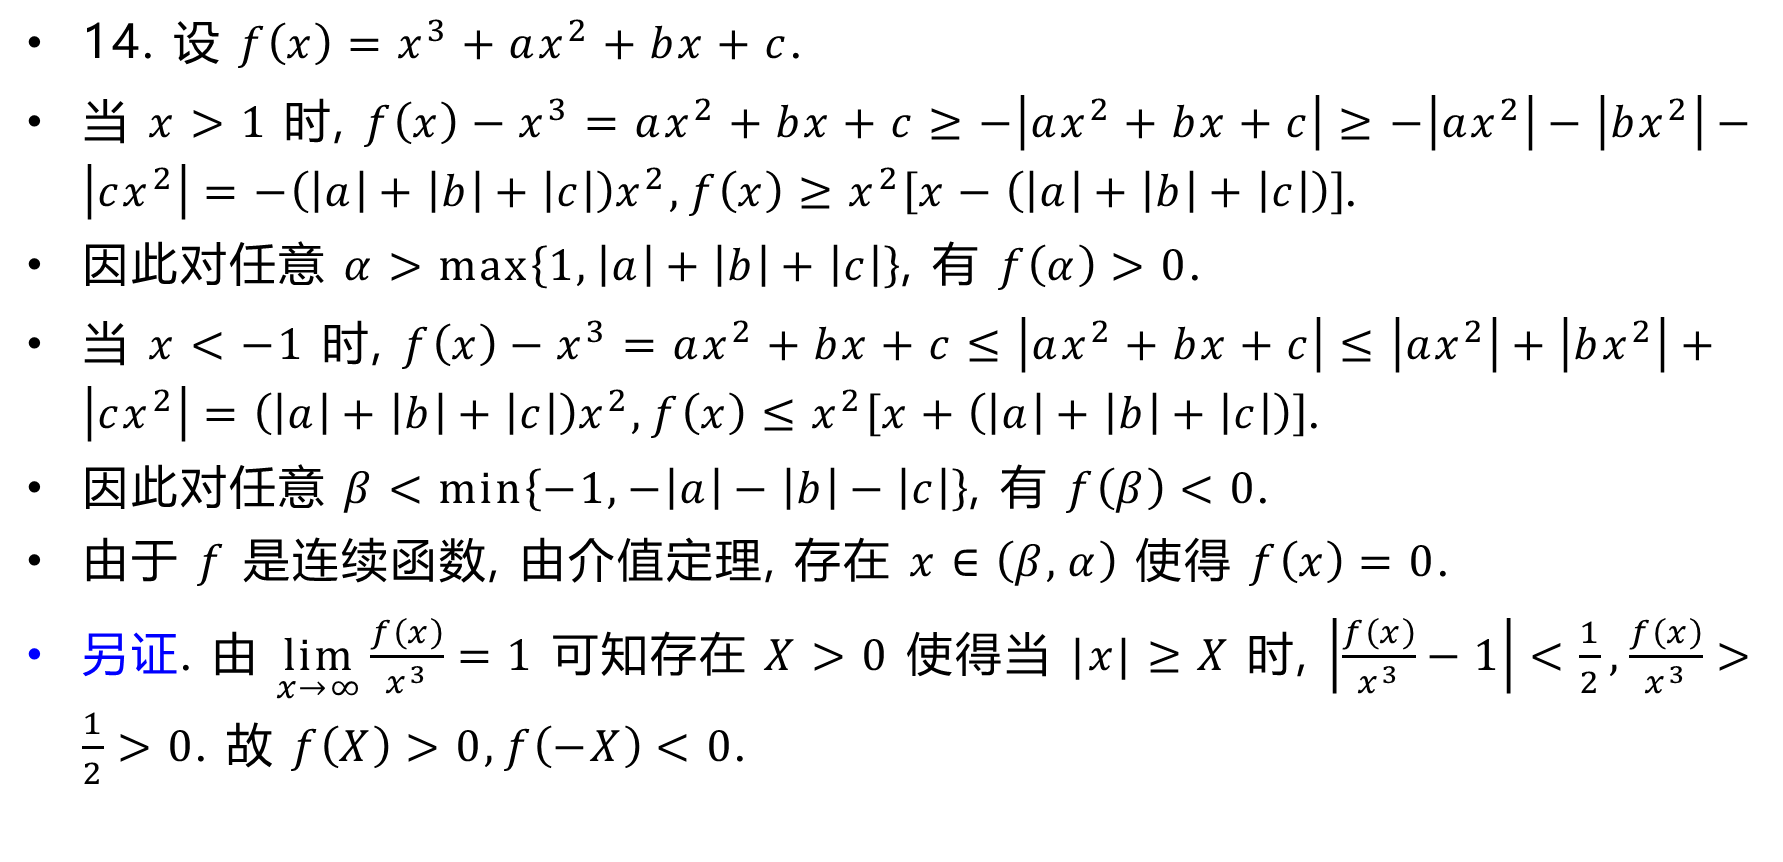 • 14. 设 f(x) = x³ + ax² + bx + c.
• 当 x > 1 时, f(x) − x³ = ax² + bx + c ≥ −|ax² + bx + c| ≥ −|ax²| − |bx²| −
|cx²| = −(|a| + |b| + |c|)x², f(x) ≥ x²[x − (|a| + |b| + |c|)].
• 因此对任意 α > max{1, |a| + |b| + |c|}, 有 f(α) > 0.
• 当 x < −1 时, f(x) − x³ = ax² + bx + c ≤ |ax² + bx + c| ≤ |ax²| + |bx²| +
|cx²| = (|a| + |b| + |c|)x², f(x) ≤ x²[x + (|a| + |b| + |c|)].
• 因此对任意 β < min{−1, −|a| − |b| − |c|}, 有 f(β) < 0.
• 由于 f 是连续函数, 由介值定理, 存在 x ∈ (β, α) 使得 f(x) = 0.
• 另证. 由 lim_{x→∞} f(x)/x³ = 1 可知存在 X > 0 使得当 |x| ≥ X 时, |f(x)/x³ − 1| < 1/2, f(x)/x³ >
1/2 > 0. 故 f(X) > 0, f(−X) < 0.